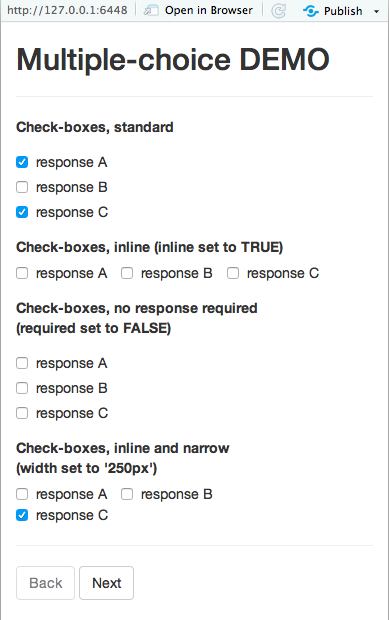 http://127.0.0.1:6448 Open in Browser Publish
Multiple-choice DEMO
Check-boxes, standard
response A
response B
response C
Check-boxes, inline (inline set to TRUE)
response A response B response C
Check-boxes, no response required
(required set to FALSE)
response A
response B
response C
Check-boxes, inline and narrow
(width set to '250px')
response A response B
response C
Back Next